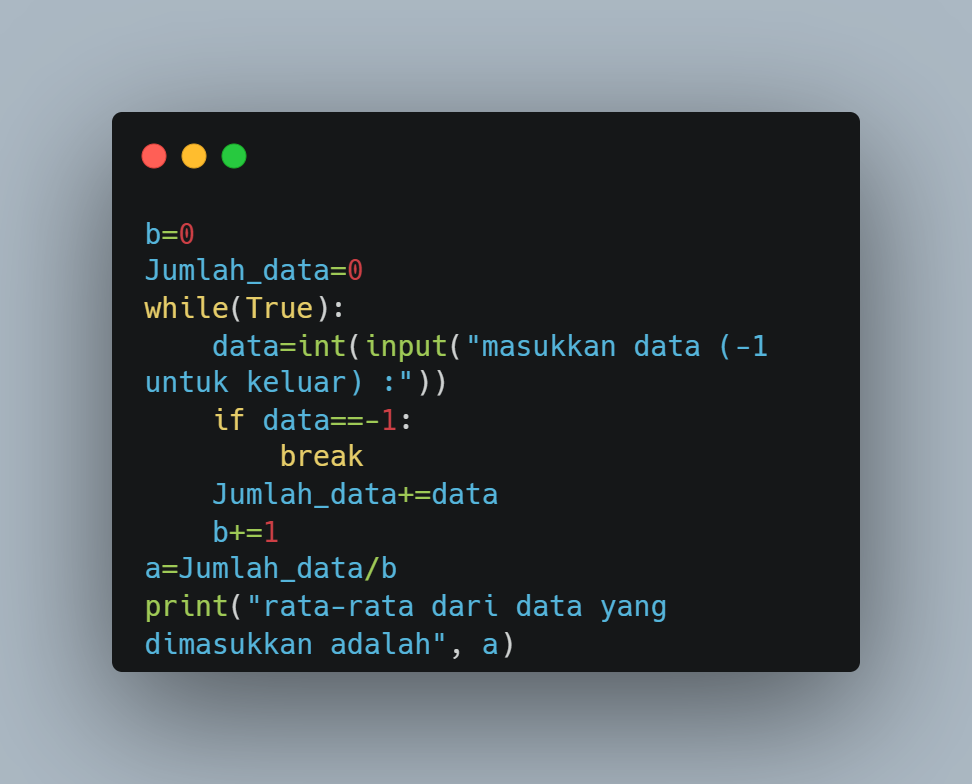 b=0
Jumlah_data=0
while(True):
    data=int(input("masukkan data (-1
untuk keluar) :"))
    if data==-1:
        break
    Jumlah_data+=data
    b+=1
a=Jumlah_data/b
print("rata-rata dari data yang
dimasukkan adalah", a)